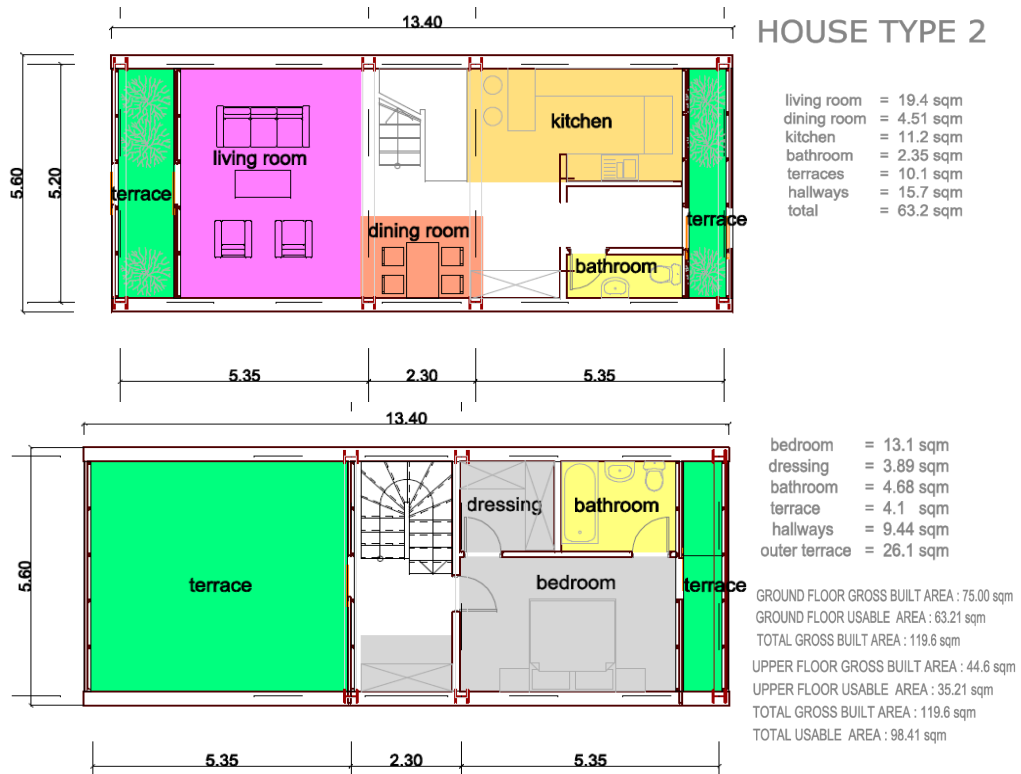 13.40
HOUSE TYPE 2
living room = 19.4 sqm
dining room = 4.51 sqm
kitchen = 11.2 sqm
bathroom = 2.35 sqm
terraces = 10.1 sqm
hallways = 15.7 sqm
total = 63.2 sqm
5.60
5.20
kitchen
living room
terrace
terrace
dining room
bathroom
5.35
2.30
5.35
13.40
bedroom = 13.1 sqm
dressing = 3.89 sqm
bathroom = 4.68 sqm
terrace = 4.1 sqm
hallways = 9.44 sqm
outer terrace = 26.1 sqm
5.60
dressing
bathroom
terrace
bedroom
terrace
GROUND FLOOR GROSS BUILT AREA : 75.00 sqm
GROUND FLOOR USABLE AREA : 63.21 sqm
TOTAL GROSS BUILT AREA : 119.6 sqm
UPPER FLOOR GROSS BUILT AREA : 44.6 sqm
UPPER FLOOR USABLE AREA : 35.21 sqm
TOTAL GROSS BUILT AREA : 119.6 sqm
TOTAL USABLE AREA : 98.41 sqm
5.35
2.30
5.35